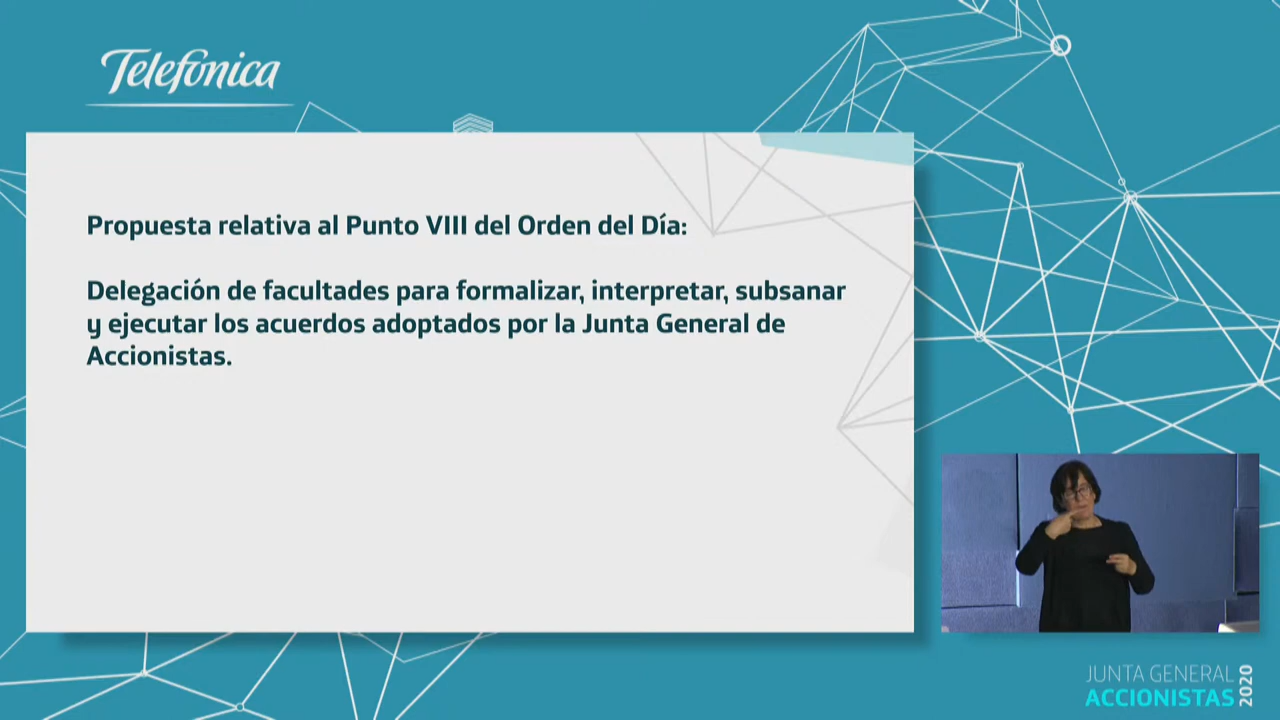 Telefónica
Propuesta relativa al Punto VIII del Orden del Día:
Delegación de facultades para formalizar, interpretar, subsanar
y ejecutar los acuerdos adoptados por la Junta General de
Accionistas.
JUNTA GENERAL
ACCIONISTAS
2020